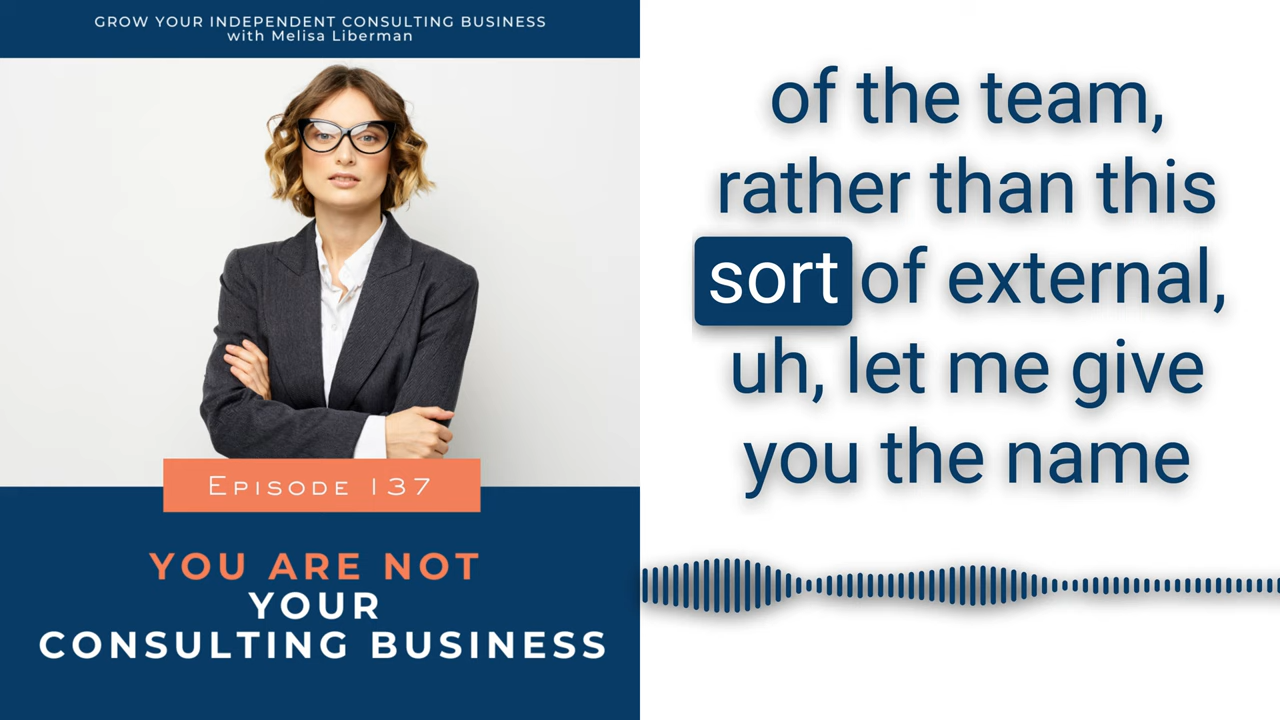 GROW YOUR INDEPENDENT CONSULTING BUSINESS
with Melisa Liberman
EPISODE 137
YOU ARE NOT
YOUR
CONSULTING BUSINESS
of the team,
rather than this
sort of external,
uh, let me give
you the name